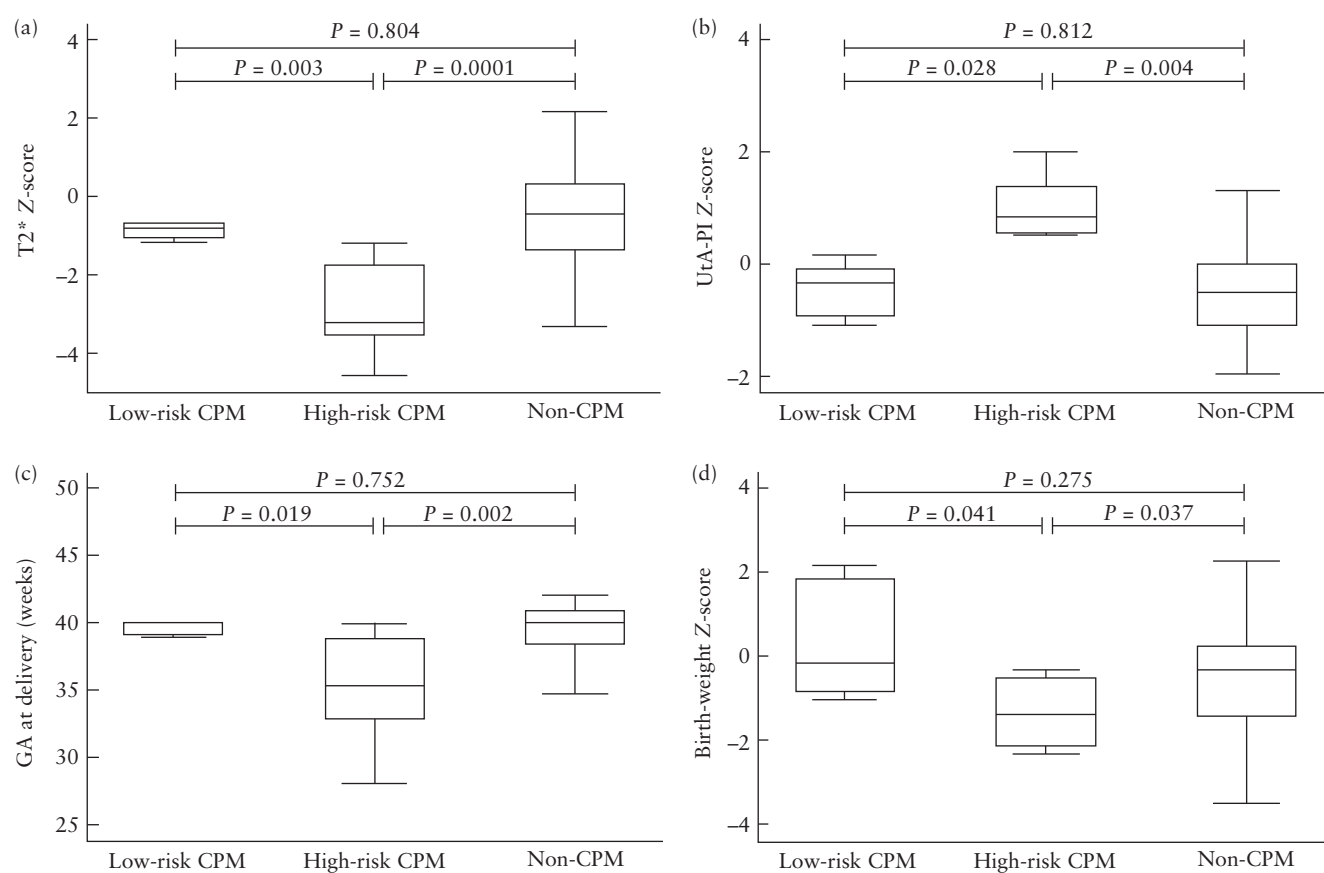 (a)
4
2
0
−2
−4
T2* Z-score
P = 0.804
P = 0.003
P = 0.0001
Low-risk CPM
High-risk CPM
Non-CPM
(b)
4
2
0
−2
UtA-PI Z-score
P = 0.812
P = 0.028
P = 0.004
Low-risk CPM
High-risk CPM
Non-CPM
(c)
50
45
40
35
30
25
GA at delivery (weeks)
P = 0.752
P = 0.019
P = 0.002
Low-risk CPM
High-risk CPM
Non-CPM
(d)
4
2
0
−2
−4
Birth-weight Z-score
P = 0.275
P = 0.041
P = 0.037
Low-risk CPM
High-risk CPM
Non-CPM